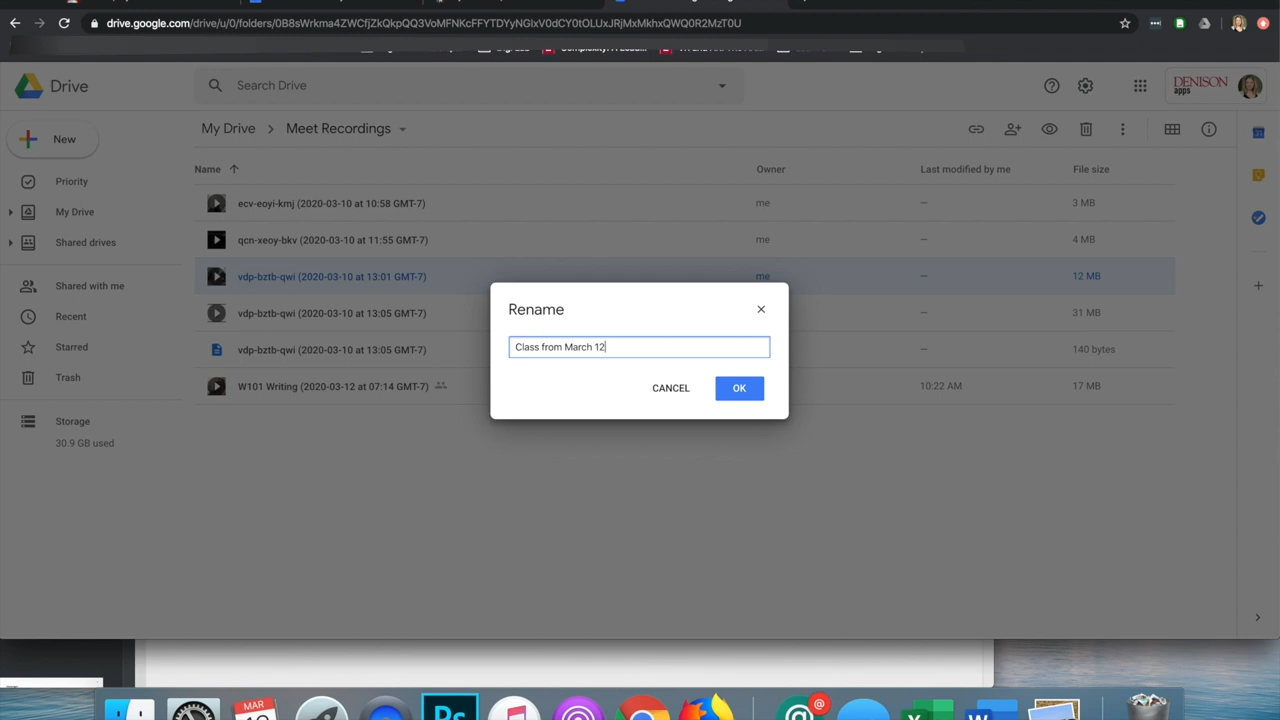 drive.google.com/drive/u/0/folders/0B8sWrkma4ZWCfjZkQkpQQ3VoMFNKcFFYTDYyNGlxV0dCY0tOLUxJRjMxMkhxQWQ0R2MzT0U
Drive
Search Drive
DENISON
apps
New
My Drive > Meet Recordings
Name
Owner
Last modified by me
File size
Priority
My Drive
Shared drives
Shared with me
Recent
Starred
Trash
Storage
30.9 GB used
ecv-eoyi-kmj (2020-03-10 at 10:58 GMT-7) me – 3 MB
qcn-xeoy-bkv (2020-03-10 at 11:55 GMT-7) me – 4 MB
vdp-bztb-qwi (2020-03-10 at 13:01 GMT-7) me – 12 MB
vdp-bztb-qwi (2020-03-10 at 13:05 GMT-7) – 31 MB
vdp-bztb-qwi (2020-03-10 at 13:05 GMT-7) – 140 bytes
W101 Writing (2020-03-12 at 07:14 GMT-7) 10:22 AM 17 MB
Rename
Class from March 12
CANCEL
OK
MAR
Ps
@
@
X
W